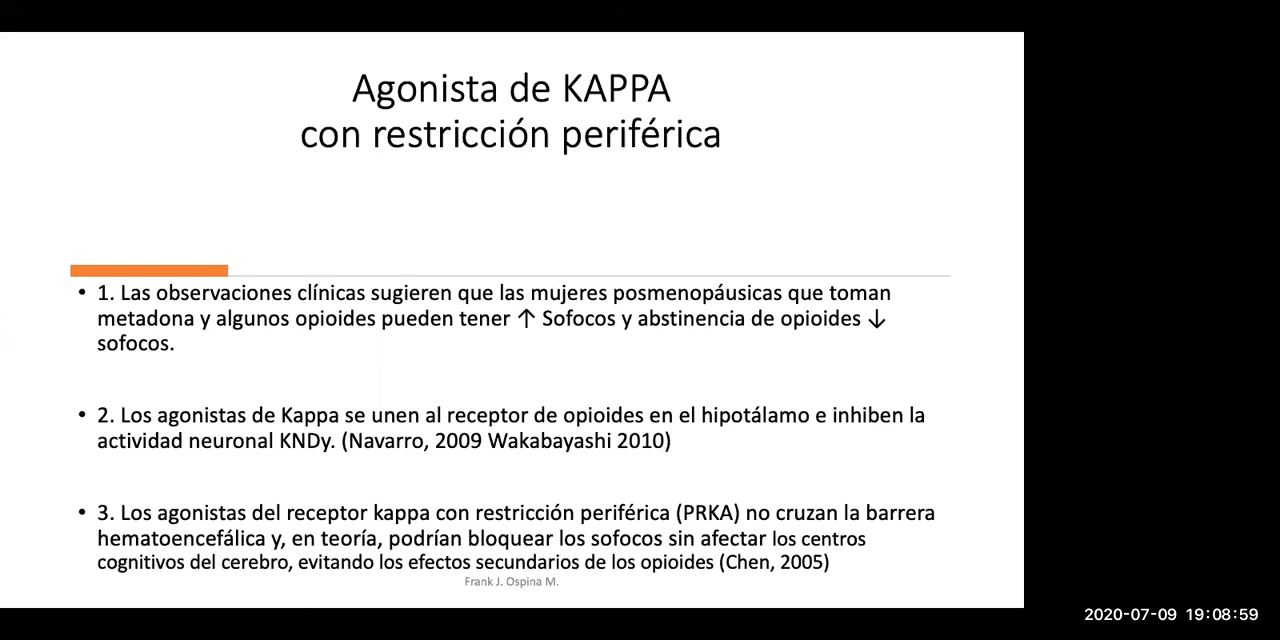 Agonista de KAPPA
con restricción periférica
• 1. Las observaciones clínicas sugieren que las mujeres posmenopáusicas que toman
metadona y algunos opioides pueden tener ↑ Sofocos y abstinencia de opioides ↓
sofocos.
• 2. Los agonistas de Kappa se unen al receptor de opioides en el hipotálamo e inhiben la
actividad neuronal KNDy. (Navarro, 2009 Wakabayashi 2010)
• 3. Los agonistas del receptor kappa con restricción periférica (PRKA) no cruzan la barrera
hematoencefálica y, en teoría, podrían bloquear los sofocos sin afectar los centros
cognitivos del cerebro, evitando los efectos secundarios de los opioides (Chen, 2005)
Frank J. Ospina M.
2020-07-09 19:08:59